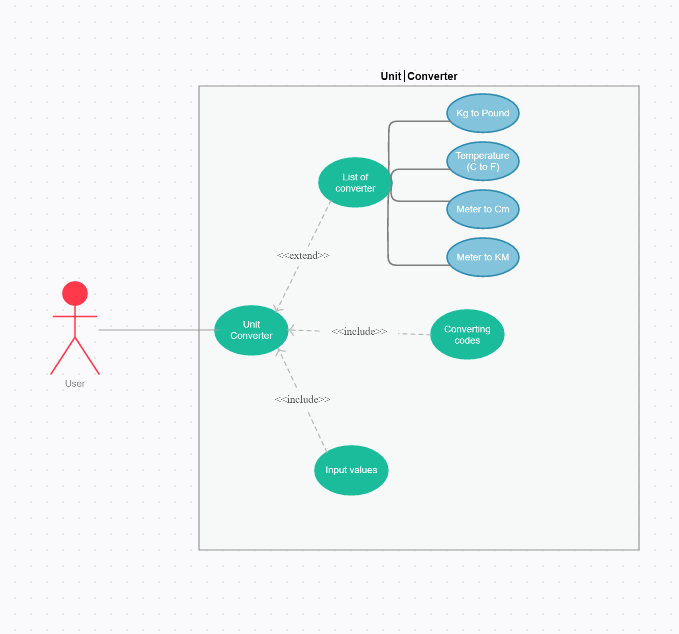 Unit|Converter
Kg to Pound
Temperature
(C to F)
List of
converter
Meter to Cm
Meter to KM
<<extend>>
Unit
Converter
<<include>>
Converting
codes
User
<<include>>
Input values